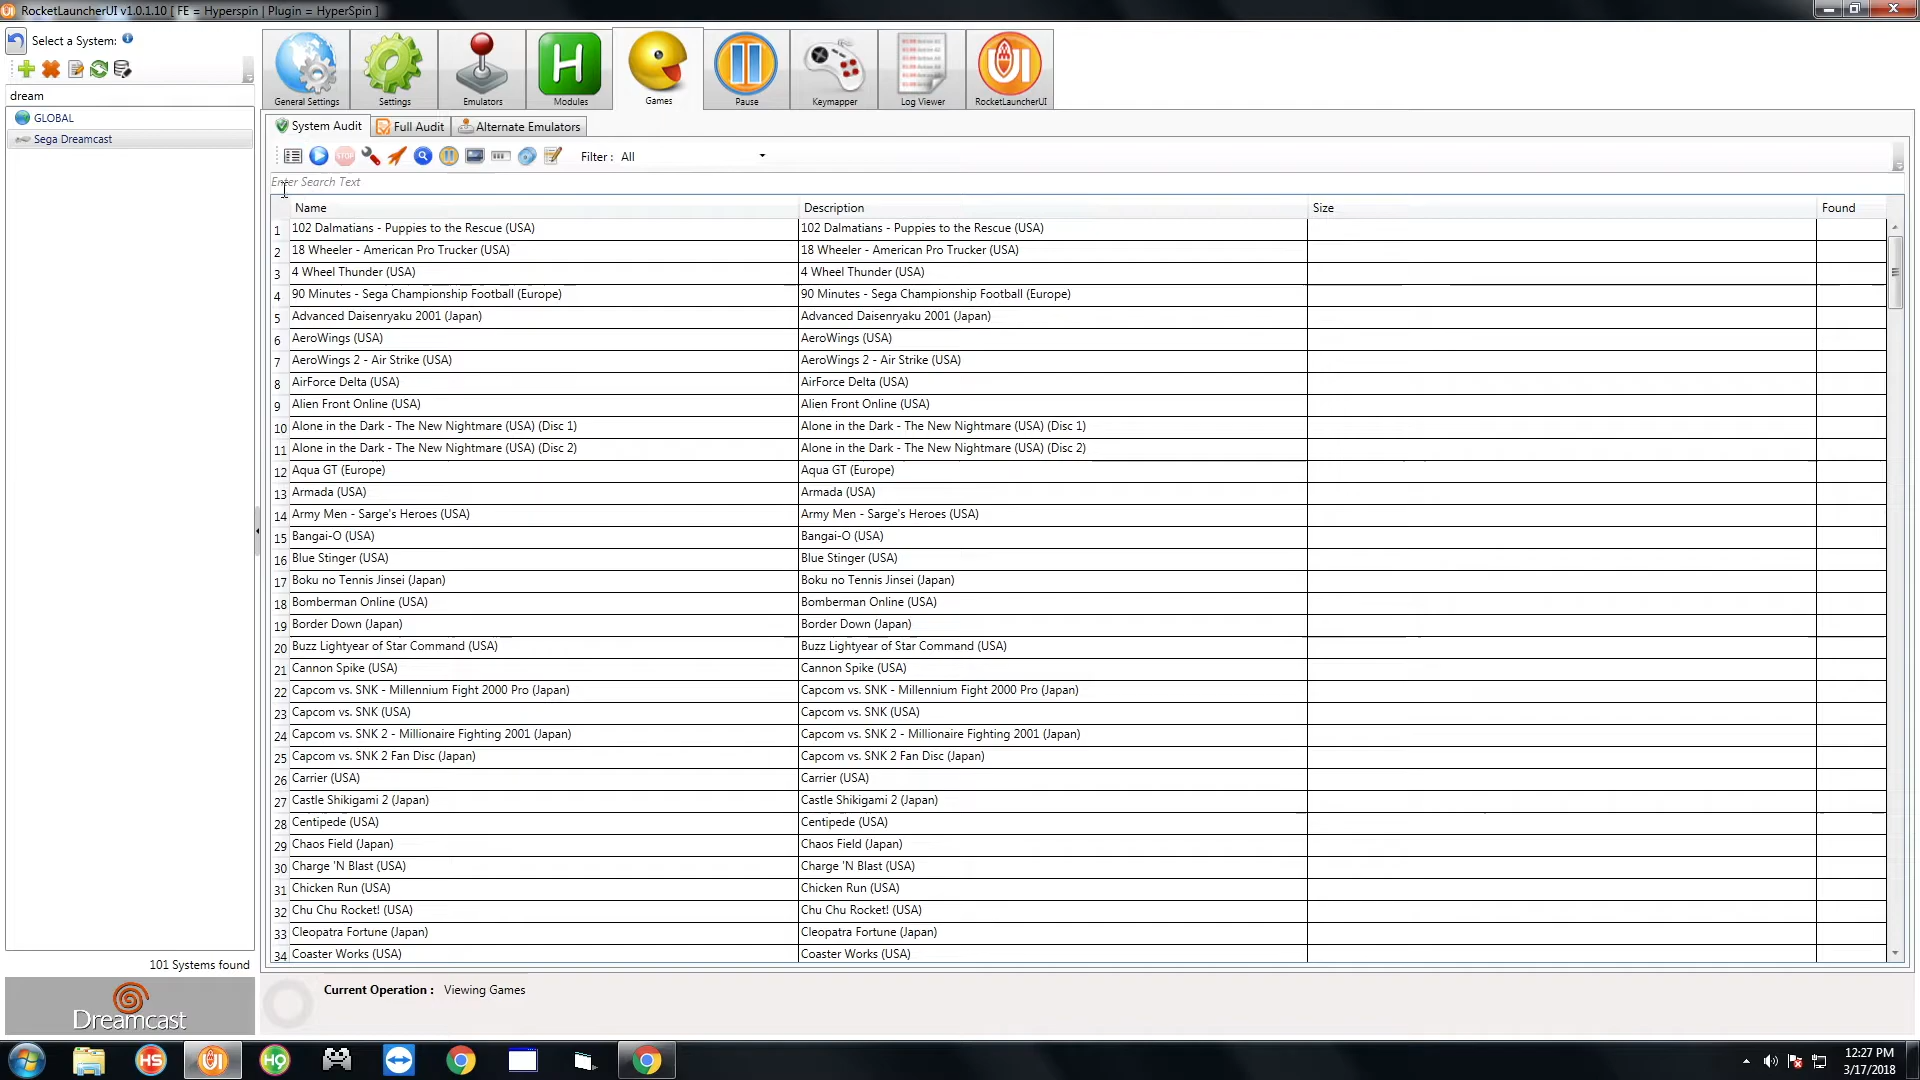 RocketLauncherUI v1.0.1.10 [ FE = Hyperspin | Plugin = HyperSpin ]
Select a System:
dream
GLOBAL
Sega Dreamcast
101 Systems found
Dreamcast
General Settings
Settings
Emulators
Modules
Games
Pause
Keymapper
Log Viewer
RocketLauncherUI
System Audit
Full Audit
Alternate Emulators
STOP
Filter : All
Enter Search Text
Name Description Size Found
1 102 Dalmatians - Puppies to the Rescue (USA) 102 Dalmatians - Puppies to the Rescue (USA)
2 18 Wheeler - American Pro Trucker (USA) 18 Wheeler - American Pro Trucker (USA)
3 4 Wheel Thunder (USA) 4 Wheel Thunder (USA)
4 90 Minutes - Sega Championship Football (Europe) 90 Minutes - Sega Championship Football (Europe)
5 Advanced Daisenryaku 2001 (Japan) Advanced Daisenryaku 2001 (Japan)
6 AeroWings (USA) AeroWings (USA)
7 AeroWings 2 - Air Strike (USA) AeroWings 2 - Air Strike (USA)
8 AirForce Delta (USA) AirForce Delta (USA)
9 Alien Front Online (USA) Alien Front Online (USA)
10 Alone in the Dark - The New Nightmare (USA) (Disc 1) Alone in the Dark - The New Nightmare (USA) (Disc 1)
11 Alone in the Dark - The New Nightmare (USA) (Disc 2) Alone in the Dark - The New Nightmare (USA) (Disc 2)
12 Aqua GT (Europe) Aqua GT (Europe)
13 Armada (USA) Armada (USA)
14 Army Men - Sarge's Heroes (USA) Army Men - Sarge's Heroes (USA)
15 Bangai-O (USA) Bangai-O (USA)
16 Blue Stinger (USA) Blue Stinger (USA)
17 Boku no Tennis Jinsei (Japan) Boku no Tennis Jinsei (Japan)
18 Bomberman Online (USA) Bomberman Online (USA)
19 Border Down (Japan) Border Down (Japan)
20 Buzz Lightyear of Star Command (USA) Buzz Lightyear of Star Command (USA)
21 Cannon Spike (USA) Cannon Spike (USA)
22 Capcom vs. SNK - Millennium Fight 2000 Pro (Japan) Capcom vs. SNK - Millennium Fight 2000 Pro (Japan)
23 Capcom vs. SNK (USA) Capcom vs. SNK (USA)
24 Capcom vs. SNK 2 - Millionaire Fighting 2001 (Japan) Capcom vs. SNK 2 - Millionaire Fighting 2001 (Japan)
25 Capcom vs. SNK 2 Fan Disc (Japan) Capcom vs. SNK 2 Fan Disc (Japan)
26 Carrier (USA) Carrier (USA)
27 Castle Shikigami 2 (Japan) Castle Shikigami 2 (Japan)
28 Centipede (USA) Centipede (USA)
29 Chaos Field (Japan) Chaos Field (Japan)
30 Charge 'N Blast (USA) Charge 'N Blast (USA)
31 Chicken Run (USA) Chicken Run (USA)
32 Chu Chu Rocket! (USA) Chu Chu Rocket! (USA)
33 Cleopatra Fortune (Japan) Cleopatra Fortune (Japan)
34 Coaster Works (USA) Coaster Works (USA)
Current Operation : Viewing Games
HS
UI
HQ
12:27 PM
3/17/2018